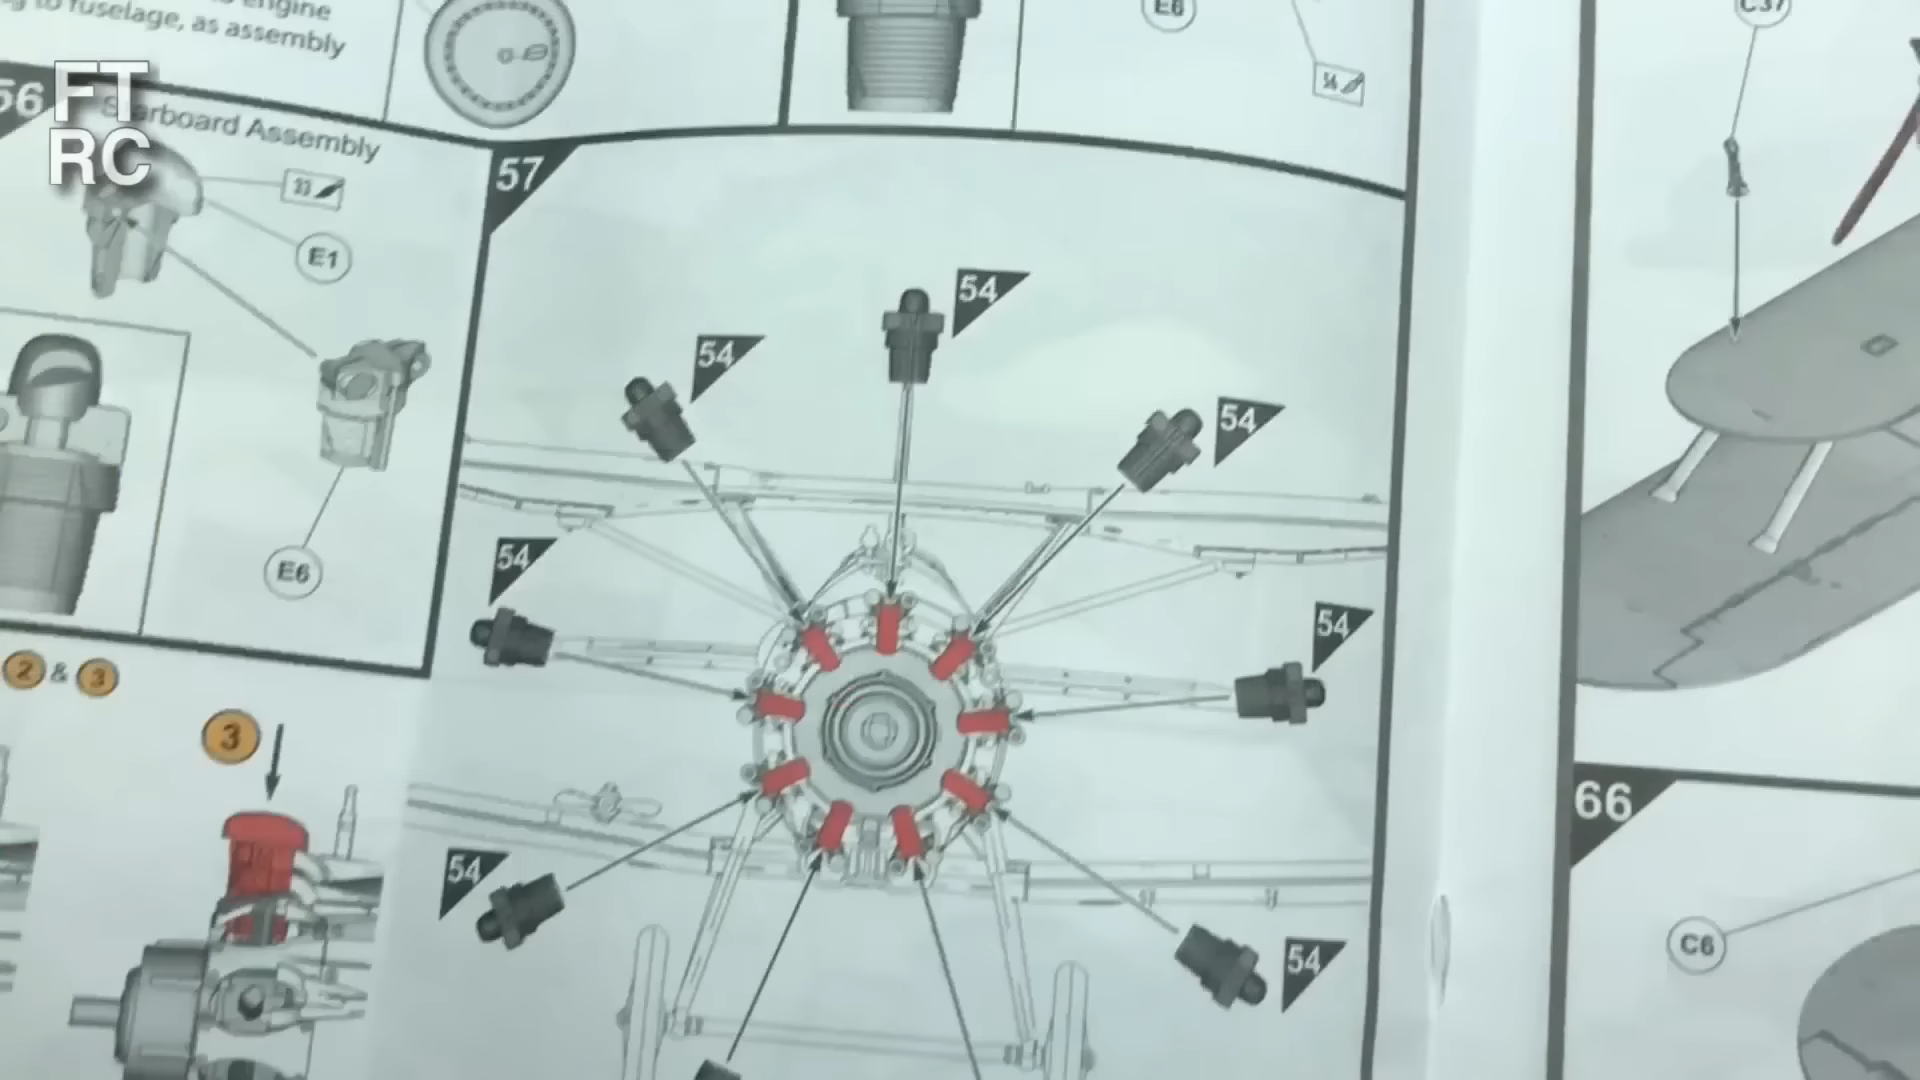 engine
to fuselage, as assembly
E6
56
C37
FT
RC
56
Starboard Assembly
33
E1
57
54
54
54
54
54
E6
2 & 3
3
54
54
66
C6